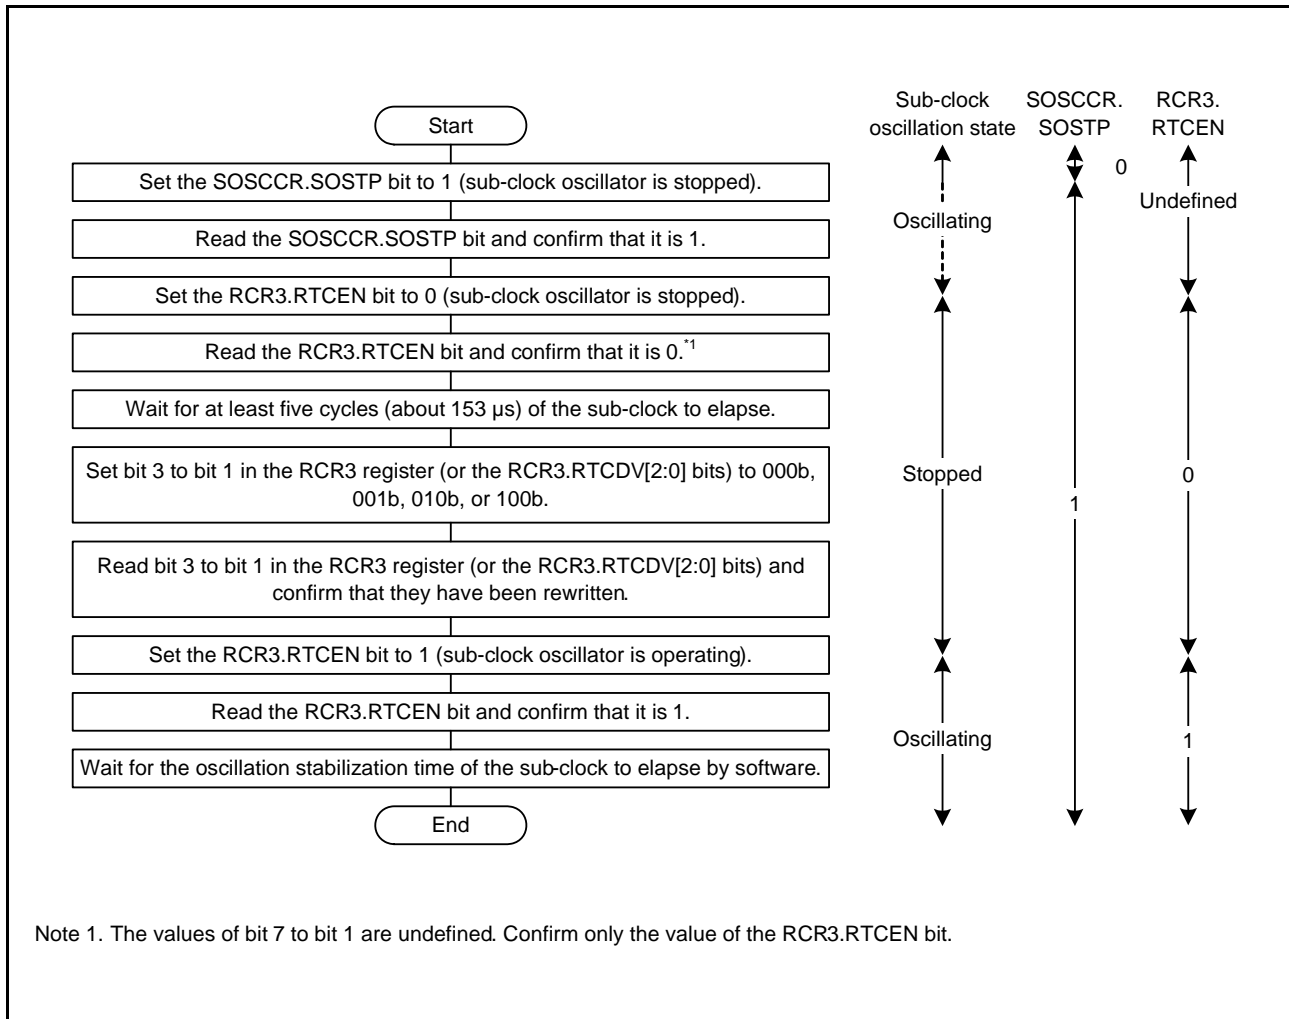 Sub-clock oscillation state
SOSCCR. SOSTP
RCR3. RTCEN
Start
Set the SOSCCR.SOSTP bit to 1 (sub-clock oscillator is stopped).
Read the SOSCCR.SOSTP bit and confirm that it is 1.
Set the RCR3.RTCEN bit to 0 (sub-clock oscillator is stopped).
Read the RCR3.RTCEN bit and confirm that it is 0.*1
Wait for at least five cycles (about 153 µs) of the sub-clock to elapse.
Set bit 3 to bit 1 in the RCR3 register (or the RCR3.RTCDV[2:0] bits) to 000b,
001b, 010b, or 100b.
Read bit 3 to bit 1 in the RCR3 register (or the RCR3.RTCDV[2:0] bits) and
confirm that they have been rewritten.
Set the RCR3.RTCEN bit to 1 (sub-clock oscillator is operating).
Read the RCR3.RTCEN bit and confirm that it is 1.
Wait for the oscillation stabilization time of the sub-clock to elapse by software.
End
Oscillating
Stopped
Oscillating
0
1
Undefined
0
1
Note 1. The values of bit 7 to bit 1 are undefined. Confirm only the value of the RCR3.RTCEN bit.